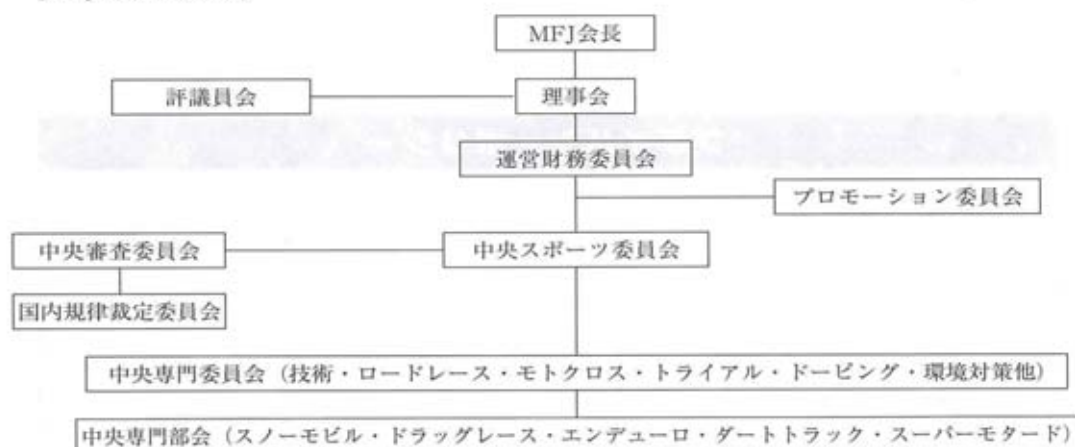 MFJ会長
評議員会
理事会
運営財務委員会
プロモーション委員会
中央審査委員会
中央スポーツ委員会
国内規律裁定委員会
中央専門委員会（技術・ロードレース・モトクロス・トライアル・ドーピング・環境対策他）
中央専門部会（スノーモビル・ドラッグレース・エンデューロ・ダートトラック・スーパーモタード）